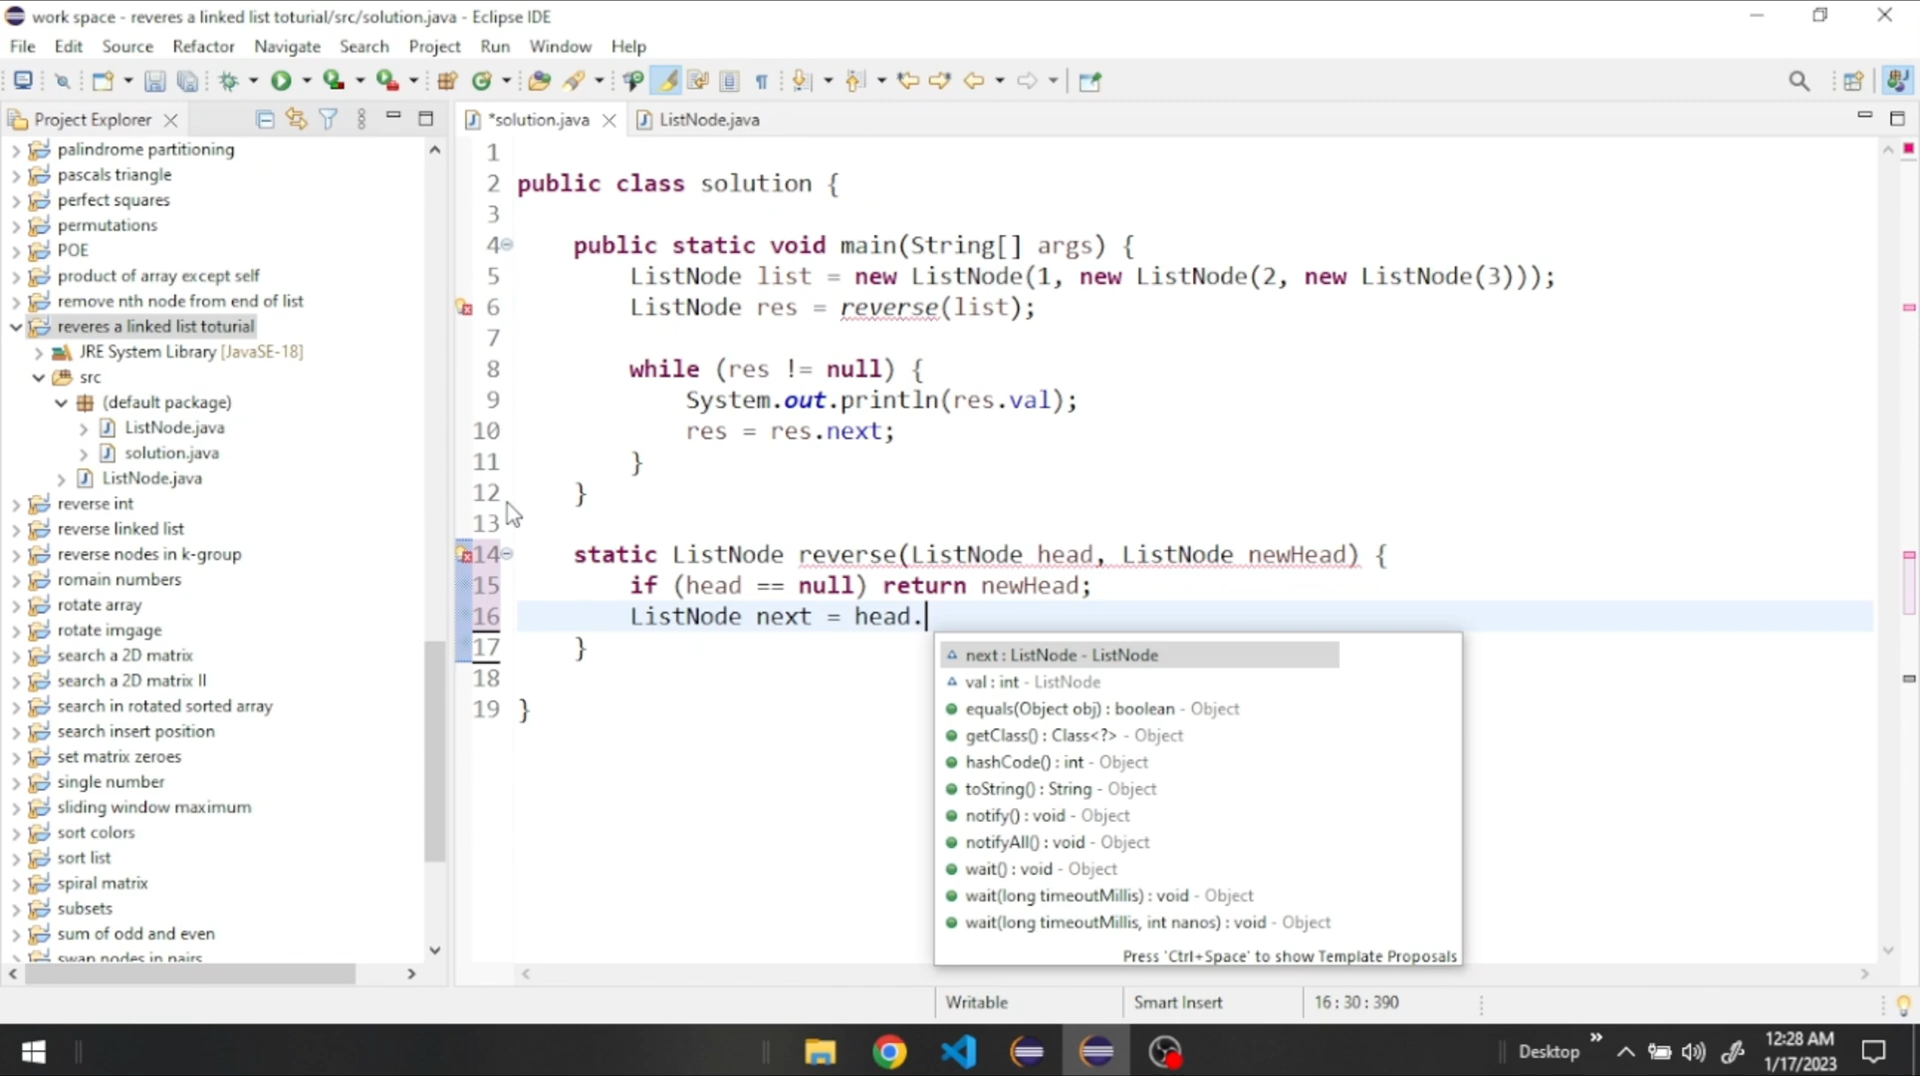 work space - reveres a linked list toturial/src/solution.java - Eclipse IDE
File Edit Source Refactor Navigate Search Project Run Window Help
Project Explorer
palindrome partitioning
pascals triangle
perfect squares
permutations
POE
product of array except self
remove nth node from end of list
reveres a linked list toturial
JRE System Library [JavaSE-18]
src
(default package)
ListNode.java
solution.java
ListNode.java
reverse int
reverse linked list
reverse nodes in k-group
romain numbers
rotate array
rotate imgage
search a 2D matrix
search a 2D matrix II
search in rotated sorted array
search insert position
set matrix zeroes
single number
sliding window maximum
sort colors
sort list
spiral matrix
subsets
sum of odd and even
swap nodes in pairs
*solution.java ListNode.java
1
2 public class solution {
3
4 public static void main(String[] args) {
5 ListNode list = new ListNode(1, new ListNode(2, new ListNode(3)));
6 ListNode res = reverse(list);
7
8 while (res != null) {
9 System.out.println(res.val);
10 res = res.next;
11 }
12 }
13
14 static ListNode reverse(ListNode head, ListNode newHead) {
15 if (head == null) return newHead;
16 ListNode next = head.
17 }
18
19 }
next : ListNode - ListNode
val : int - ListNode
equals(Object obj) : boolean - Object
getClass() : Class<?> - Object
hashCode() : int - Object
toString() : String - Object
notify() : void - Object
notifyAll() : void - Object
wait() : void - Object
wait(long timeoutMillis) : void - Object
wait(long timeoutMillis, int nanos) : void - Object
Press 'Ctrl+Space' to show Template Proposals
Writable Smart Insert 16 : 30 : 390
Desktop
12:28 AM
1/17/2023